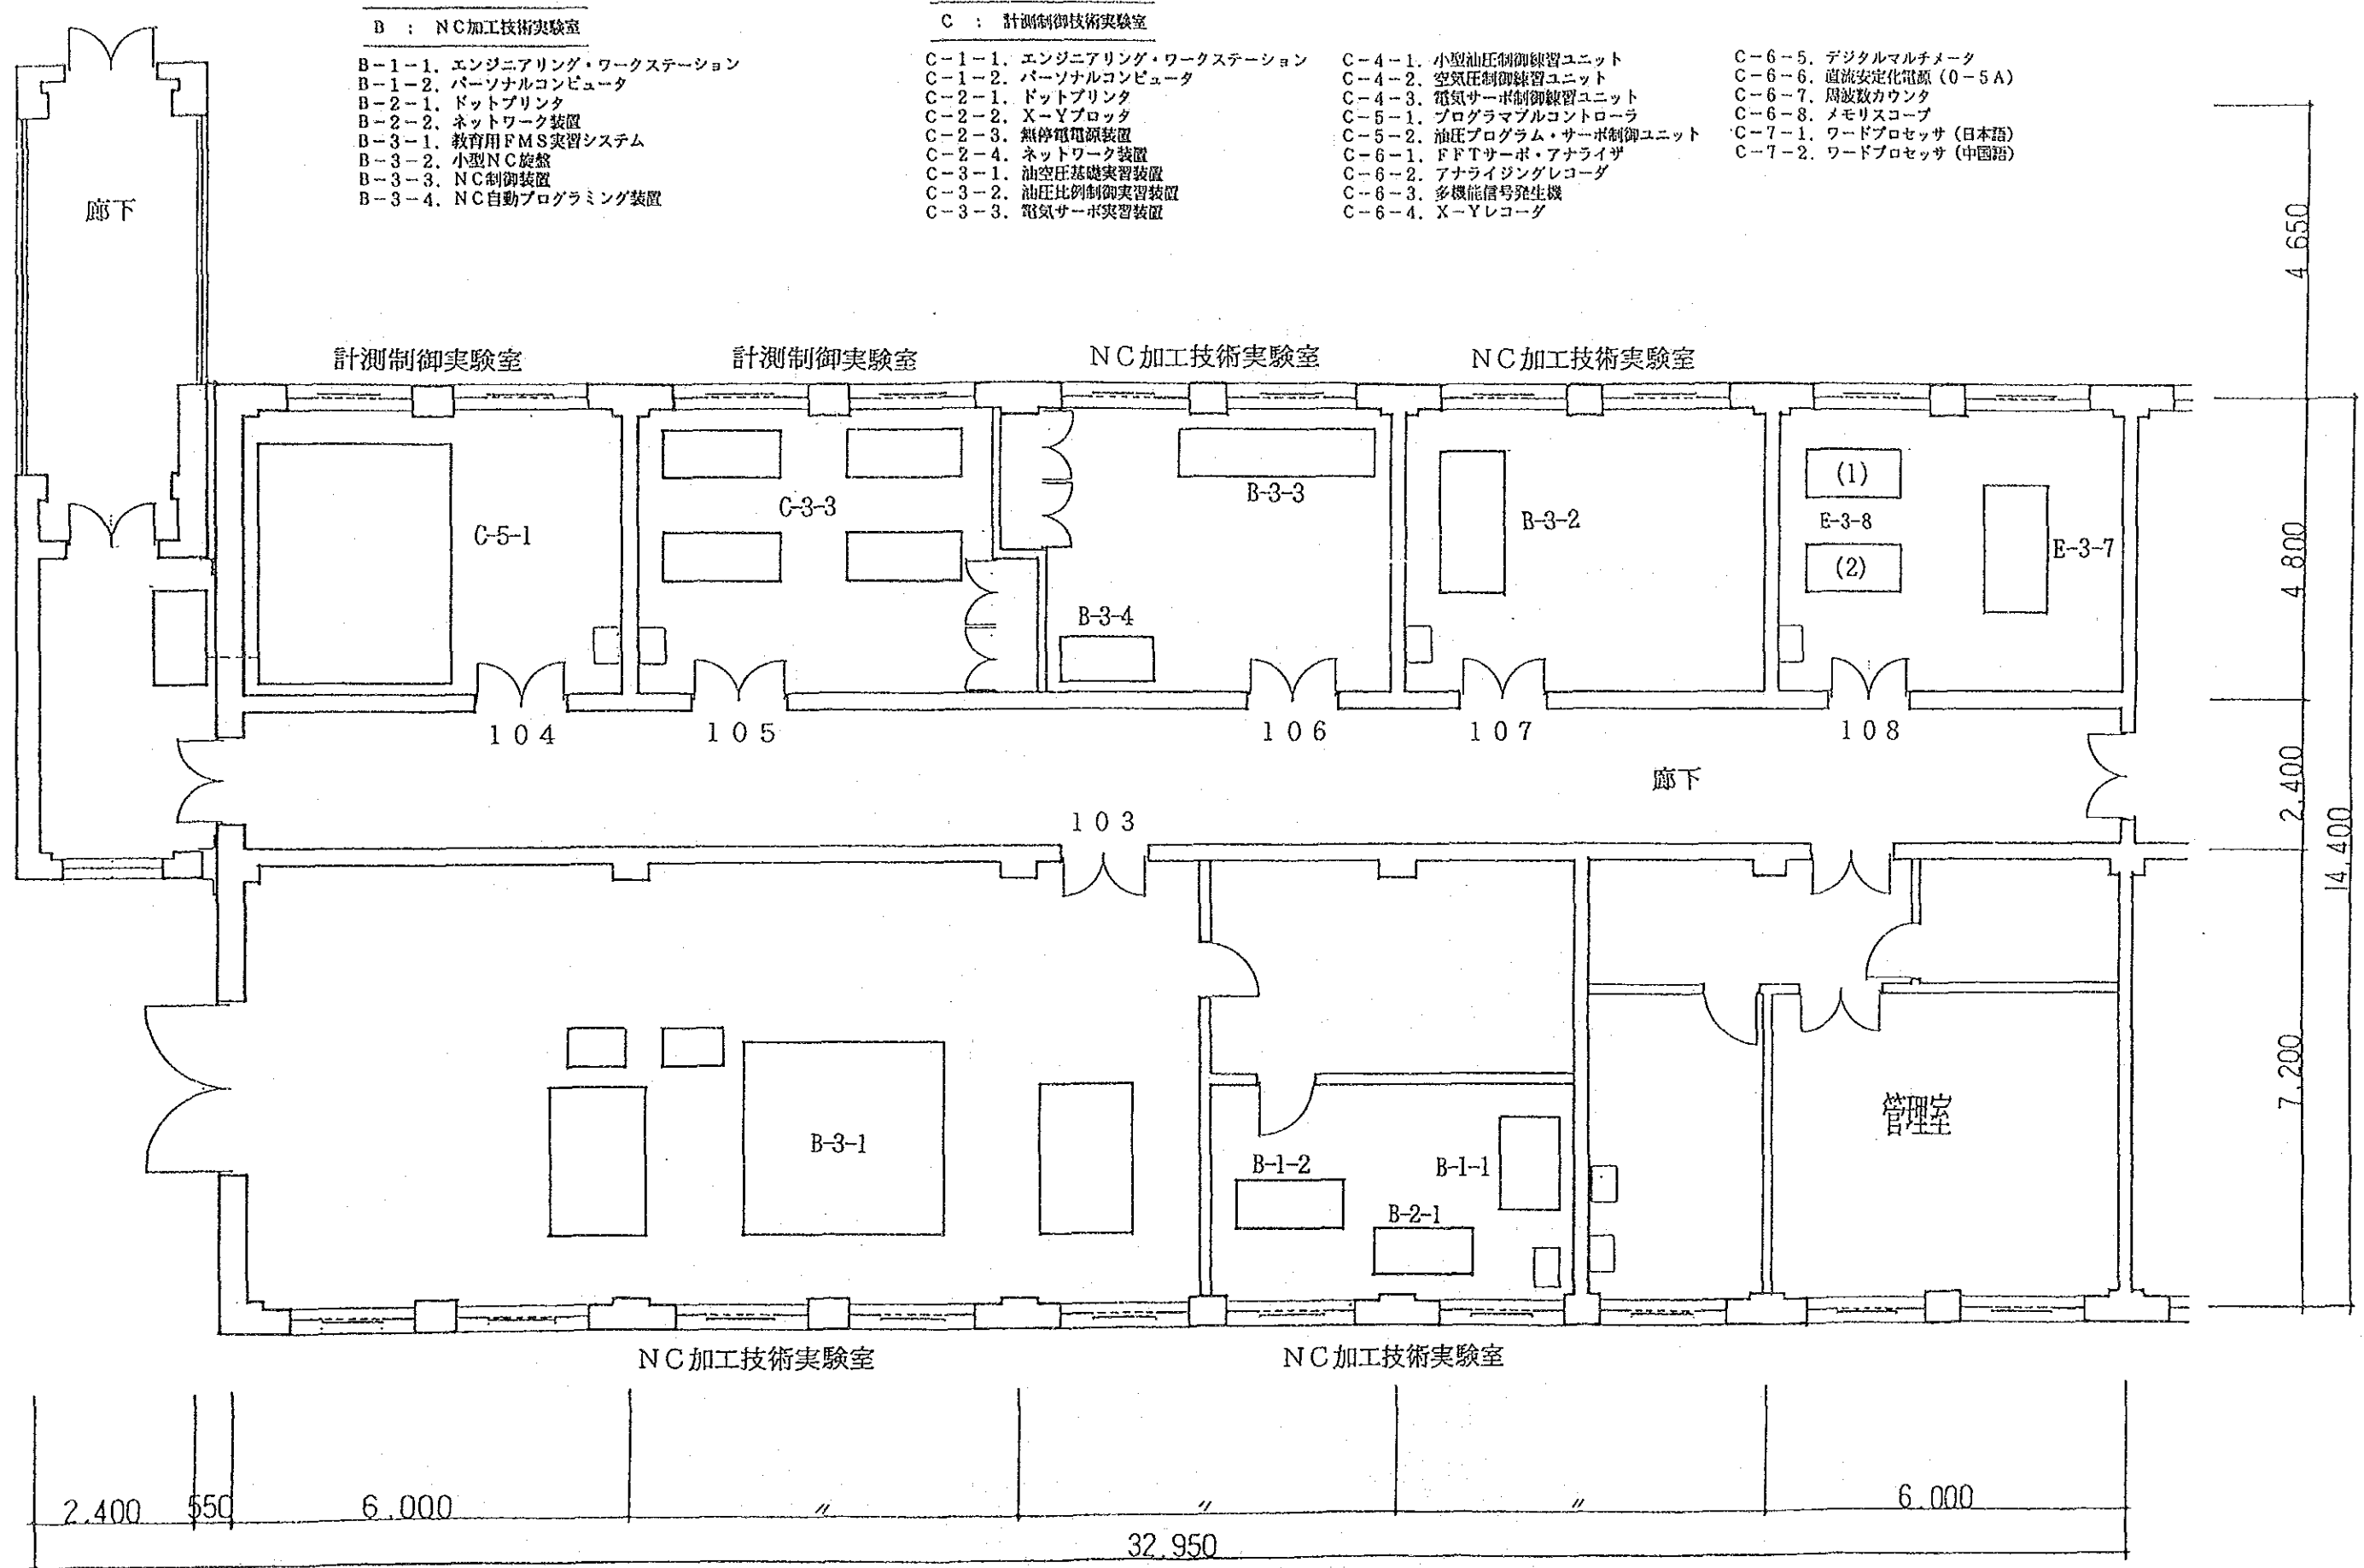 B : NC加工技術実験室
B-1-1. エンジニアリング・ワークステーション
B-1-2. パーソナルコンピュータ
B-2-1. ドットプリンタ
B-2-2. ネットワーク装置
B-3-1. 教育用FMS実習システム
B-3-2. 小型NC旋盤
B-3-3. NC制御装置
B-3-4. NC自動プログラミング装置
C : 計測制御技術実験室
C-1-1. エンジニアリング・ワークステーション
C-1-2. パーソナルコンピュータ
C-2-1. ドットプリンタ
C-2-2. X-Yプロッタ
C-2-3. 無停電電源装置
C-2-4. ネットワーク装置
C-3-1. 油空圧基礎実習装置
C-3-2. 油圧比例制御実習装置
C-3-3. 電気サーボ実習装置
C-4-1. 小型油圧制御練習ユニット
C-4-2. 空気圧制御練習ユニット
C-4-3. 電気サーボ制御練習ユニット
C-5-1. プログラマブルコントローラ
C-5-2. 油圧プログラム・サーボ制御ユニット
C-6-1. FFTサーボ・アナライザ
C-6-2. アナライジングレコーダ
C-6-3. 多機能信号発生機
C-6-4. X-Yレコーダ
C-6-5. デジタルマルチメータ
C-6-6. 直流安定化電源(0-5A)
C-6-7. 周波数カウンタ
C-6-8. メモリスコープ
C-7-1. ワードプロセッサ(日本語)
C-7-2. ワードプロセッサ(中国語)
廊下
4 650
計測制御実験室
計測制御実験室
NC加工技術実験室
NC加工技術実験室
C-5-1
C-3-3
B-3-3
B-3-4
B-3-2
(1)
E-3-8
(2)
E-3-7
4 800
104
105
106
107
108
廊下
2,400
14,400
103
B-3-1
B-1-2
B-1-1
B-2-1
管理室
7,200
NC加工技術実験室
NC加工技術実験室
2.400
550
6.000
〃
〃
〃
6.000
32.950